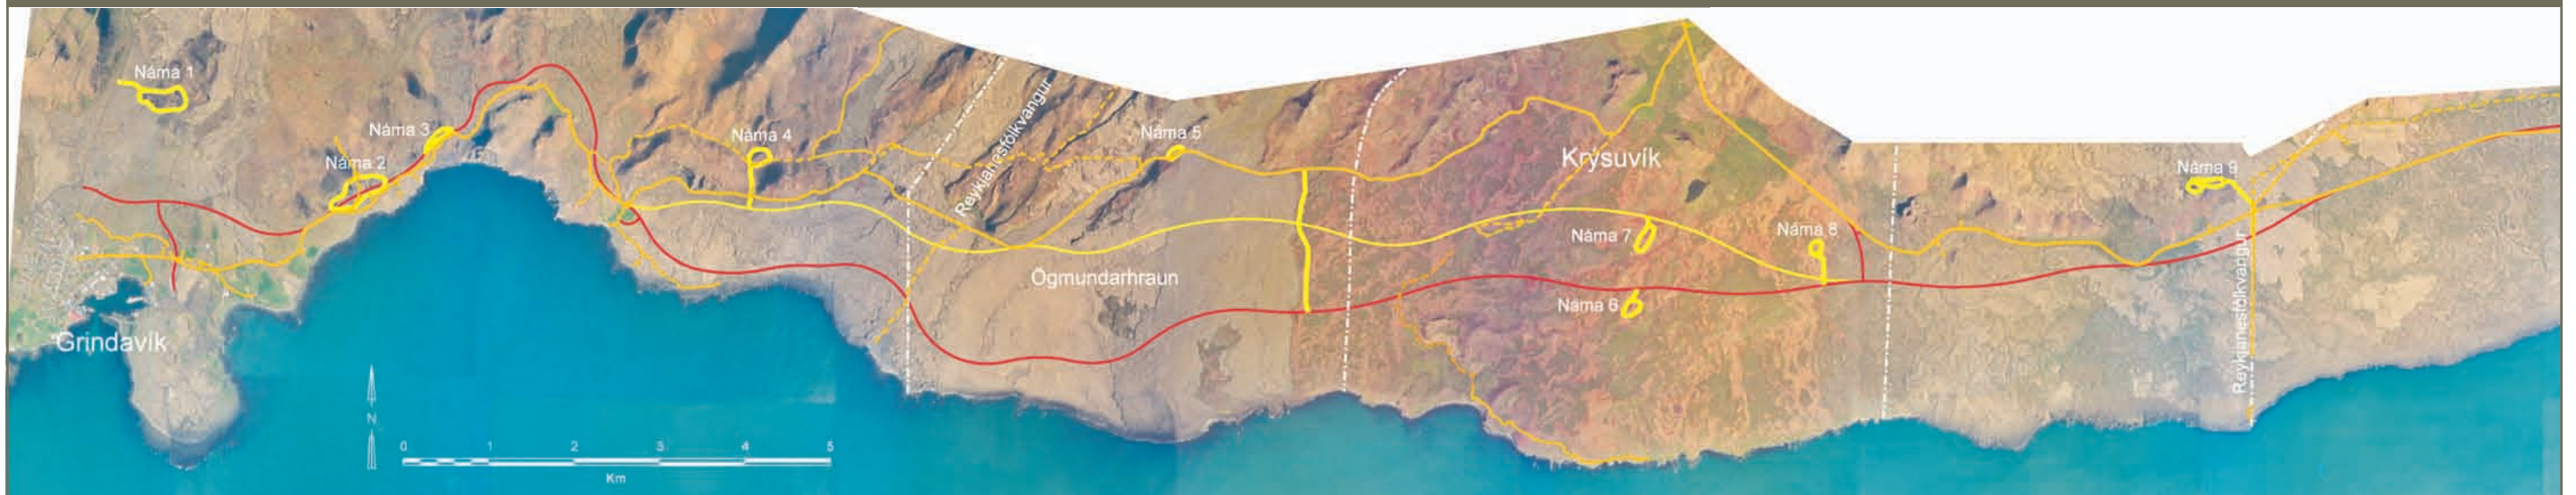 Náma 1
Náma 2
Náma 3
Náma 4
Náma 5
Reykjanesfólkvangur
Krýsuvík
Náma 7
Náma 8
Náma 6
Náma 9
Reykjanesfólkvangur
Ögmundarhraun
Grindavík
N
0 1 2 3 4 5
Km